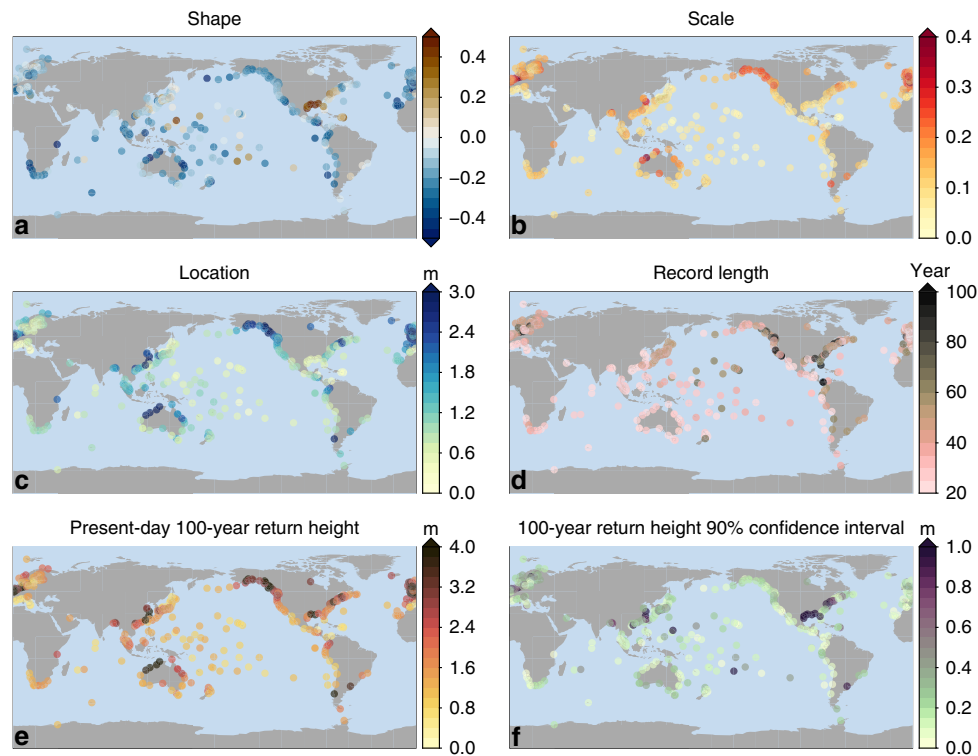 Shape
0.4
0.2
0.0
−0.2
−0.4
a
Scale
0.4
0.3
0.2
0.1
0.0
b
Location
m
3.0
2.4
1.8
1.2
0.6
0.0
c
Record length
Year
100
80
60
40
20
d
Present-day 100-year return height
m
4.0
3.2
2.4
1.6
0.8
0.0
e
100-year return height 90% confidence interval
m
1.0
0.8
0.6
0.4
0.2
0.0
f